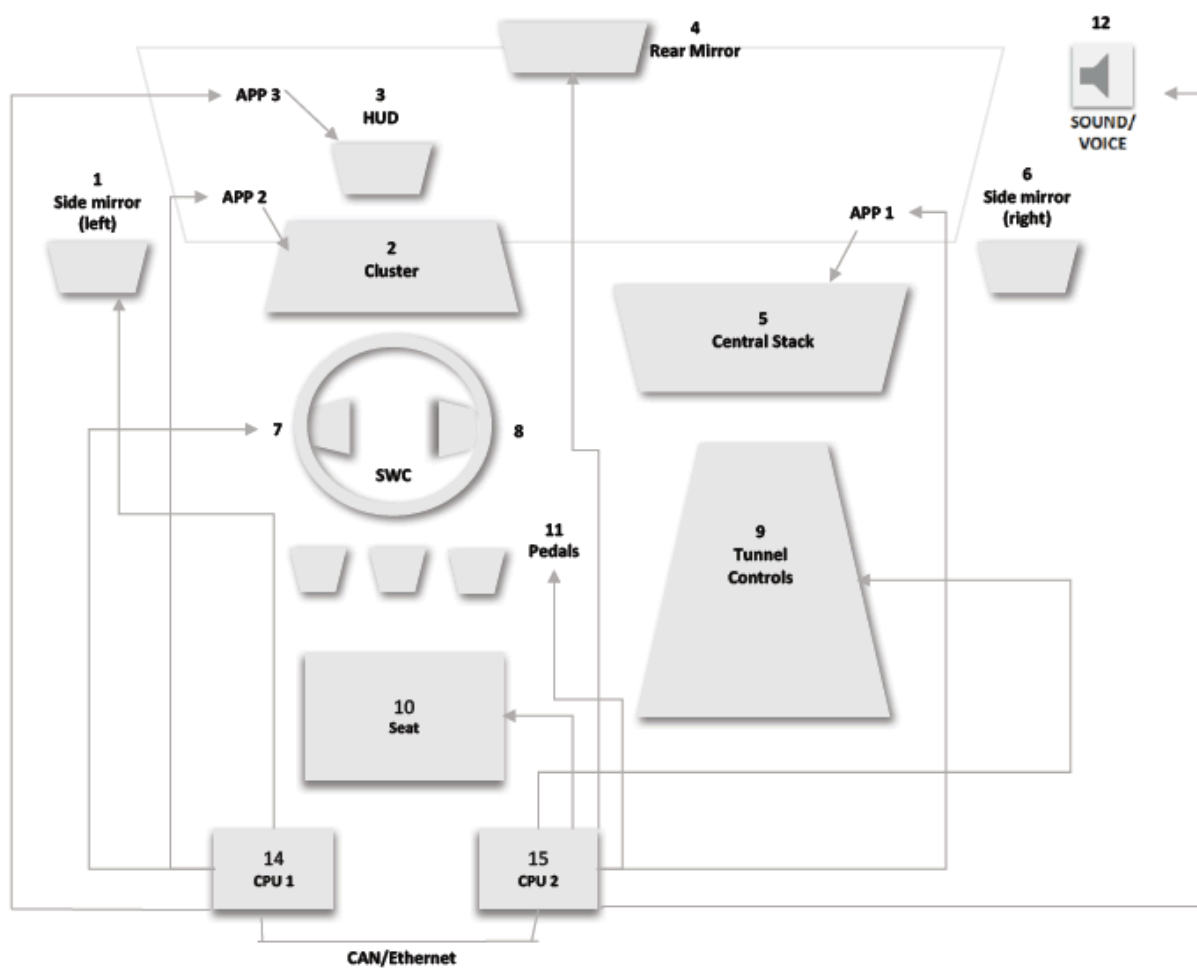 4
Rear Mirror
12
SOUND/
VOICE
APP 3
3
HUD
1
Side mirror
(left)
APP 2
2
Cluster
APP 1
6
Side mirror
(right)
5
Central Stack
7
8
SWC
11
Pedals
9
Tunnel
Controls
10
Seat
14
CPU 1
15
CPU 2
CAN/Ethernet